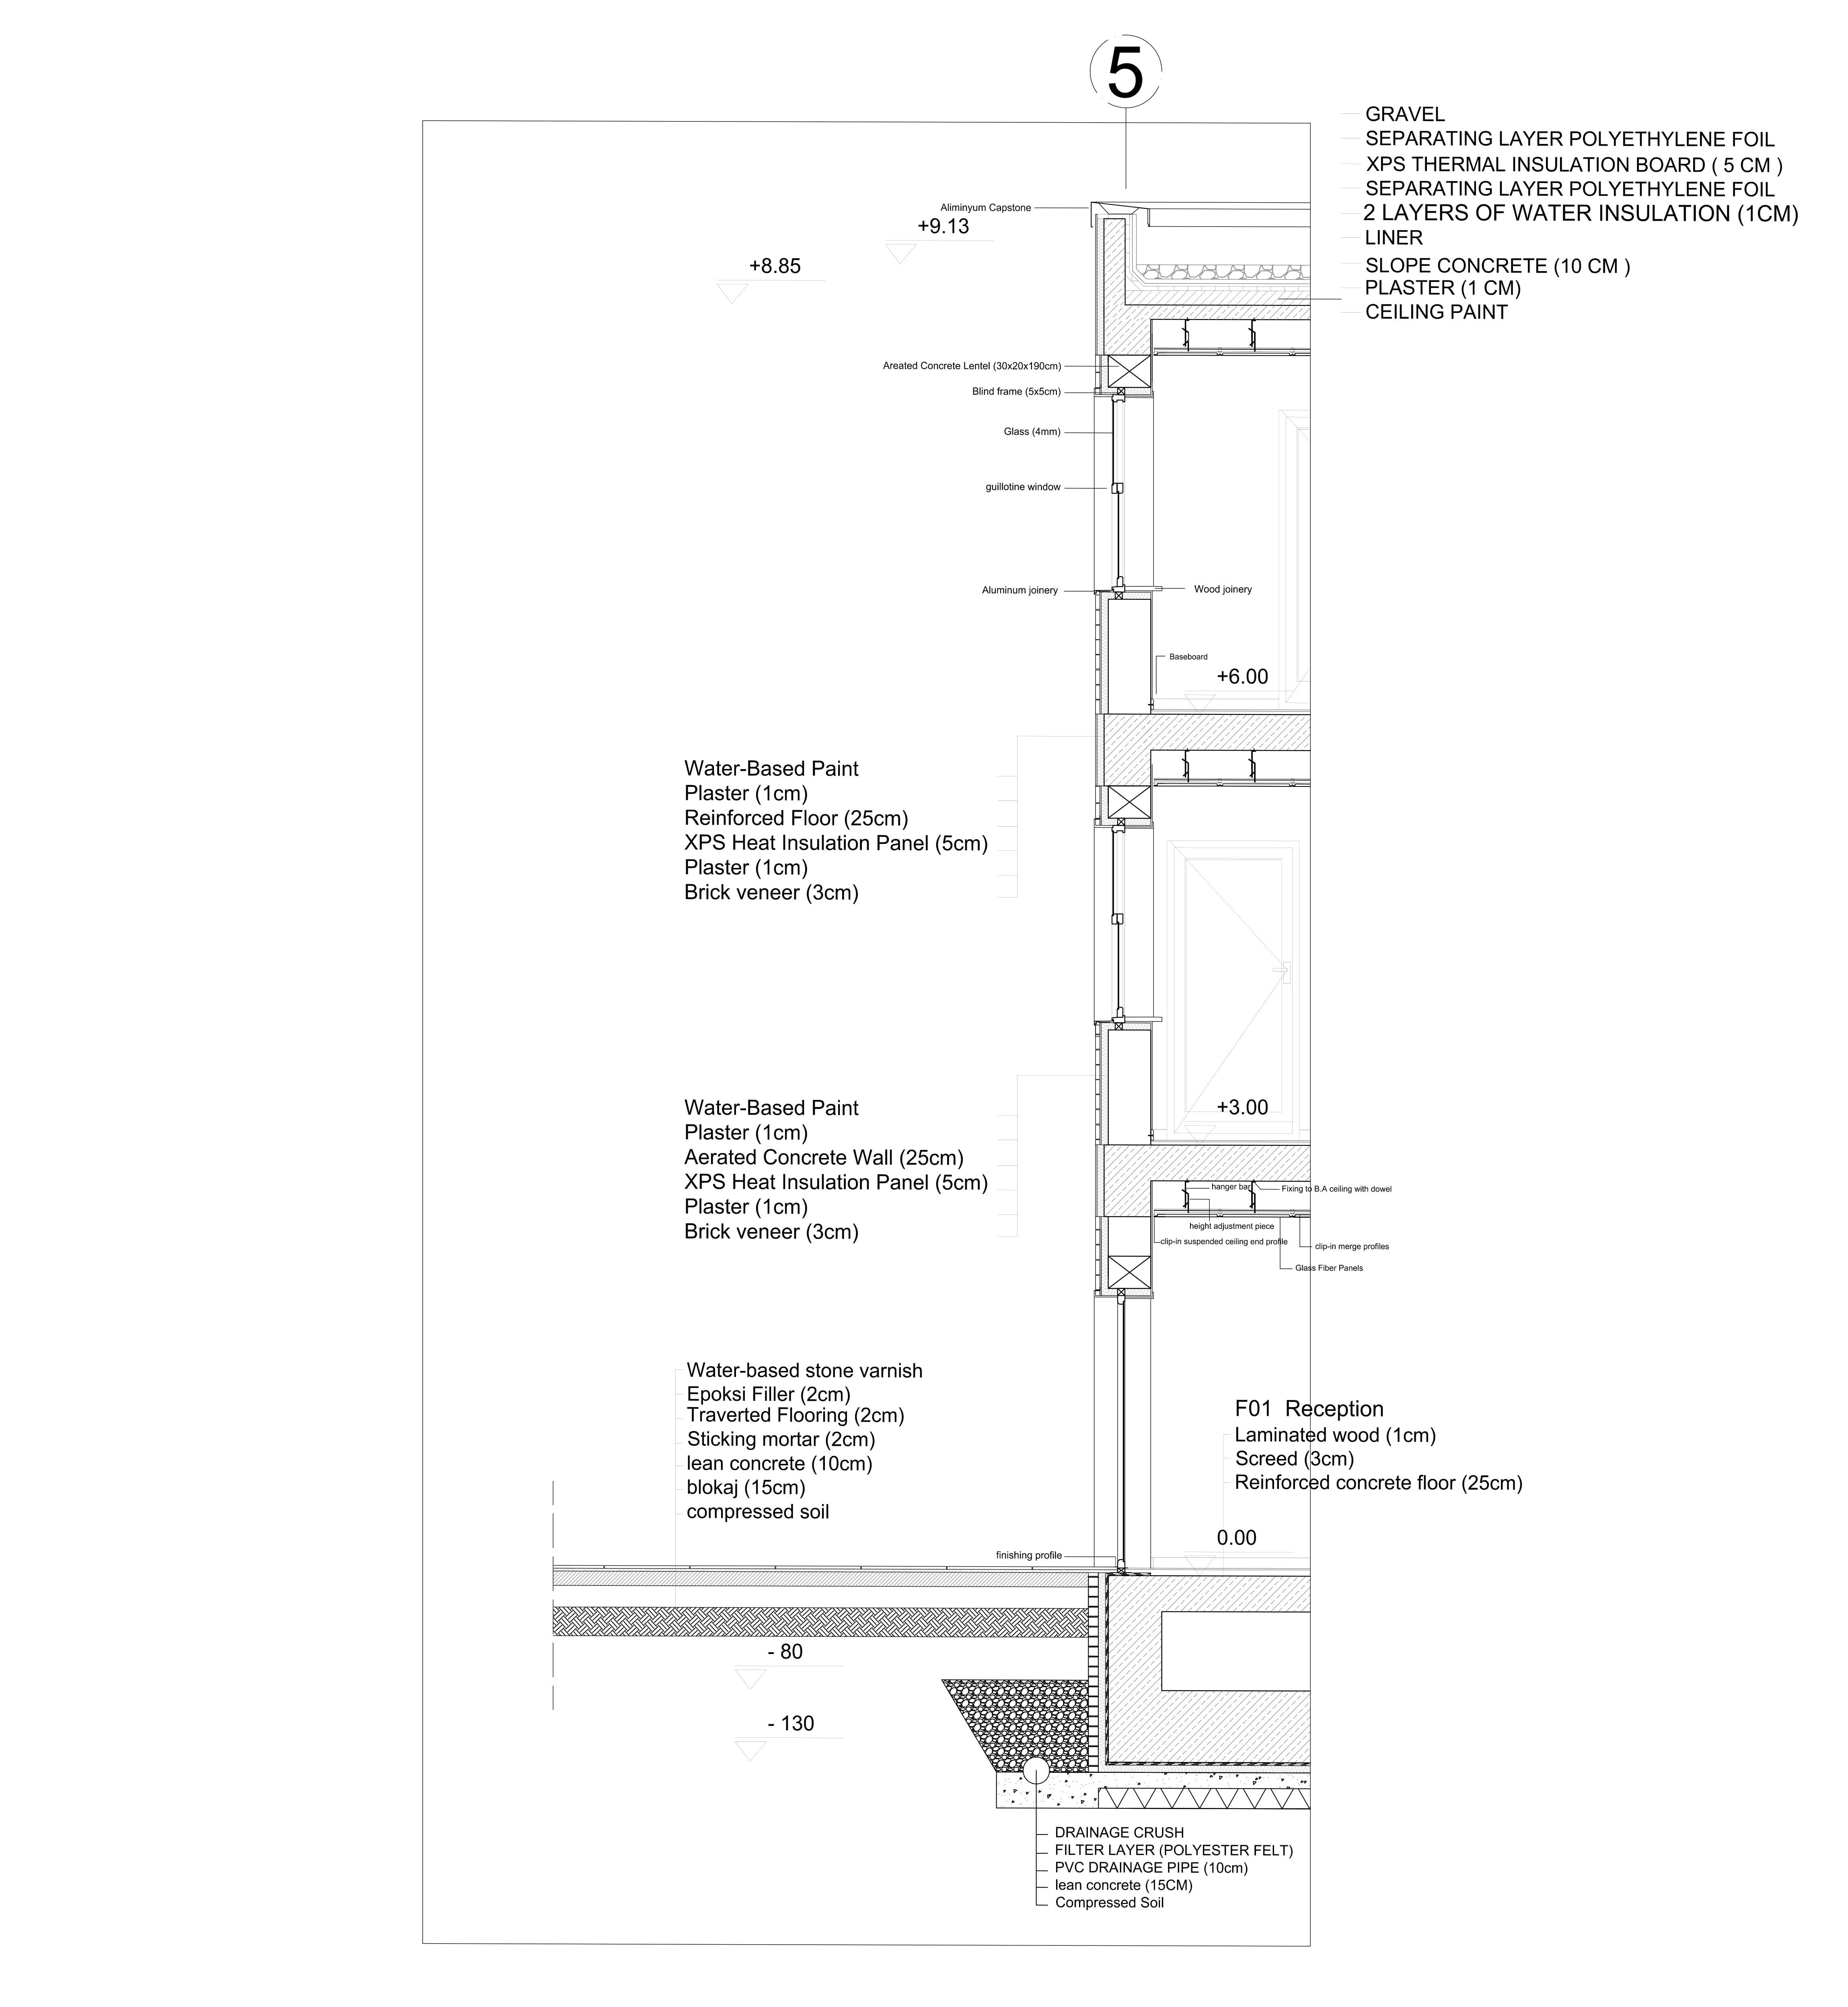 5
GRAVEL
SEPARATING LAYER POLYETHYLENE FOIL
XPS THERMAL INSULATION BOARD ( 5 CM )
SEPARATING LAYER POLYETHYLENE FOIL
2 LAYERS OF WATER INSULATION (1CM)
LINER
SLOPE CONCRETE (10 CM )
PLASTER (1 CM)
CEILING PAINT
Aliminyum Capstone
+9.13
+8.85
Areated Concrete Lentel (30x20x190cm)
Blind frame (5x5cm)
Glass (4mm)
guillotine window
Aluminum joinery
Wood joinery
Baseboard
+6.00
Water-Based Paint
Plaster (1cm)
Reinforced Floor (25cm)
XPS Heat Insulation Panel (5cm)
Plaster (1cm)
Brick veneer (3cm)
+3.00
Water-Based Paint
Plaster (1cm)
Aerated Concrete Wall (25cm)
XPS Heat Insulation Panel (5cm)
Plaster (1cm)
Brick veneer (3cm)
hanger bar
Fixing to B.A ceiling with dowel
height adjustment piece
clip-in suspended ceiling end profile
clip-in merge profiles
Glass Fiber Panels
Water-based stone varnish
Epoksi Filler (2cm)
Traverted Flooring (2cm)
Sticking mortar (2cm)
lean concrete (10cm)
blokaj (15cm)
compressed soil
F01 Reception
Laminated wood (1cm)
Screed (3cm)
Reinforced concrete floor (25cm)
0.00
finishing profile
- 80
- 130
DRAINAGE CRUSH
FILTER LAYER (POLYESTER FELT)
PVC DRAINAGE PIPE (10cm)
lean concrete (15CM)
Compressed Soil